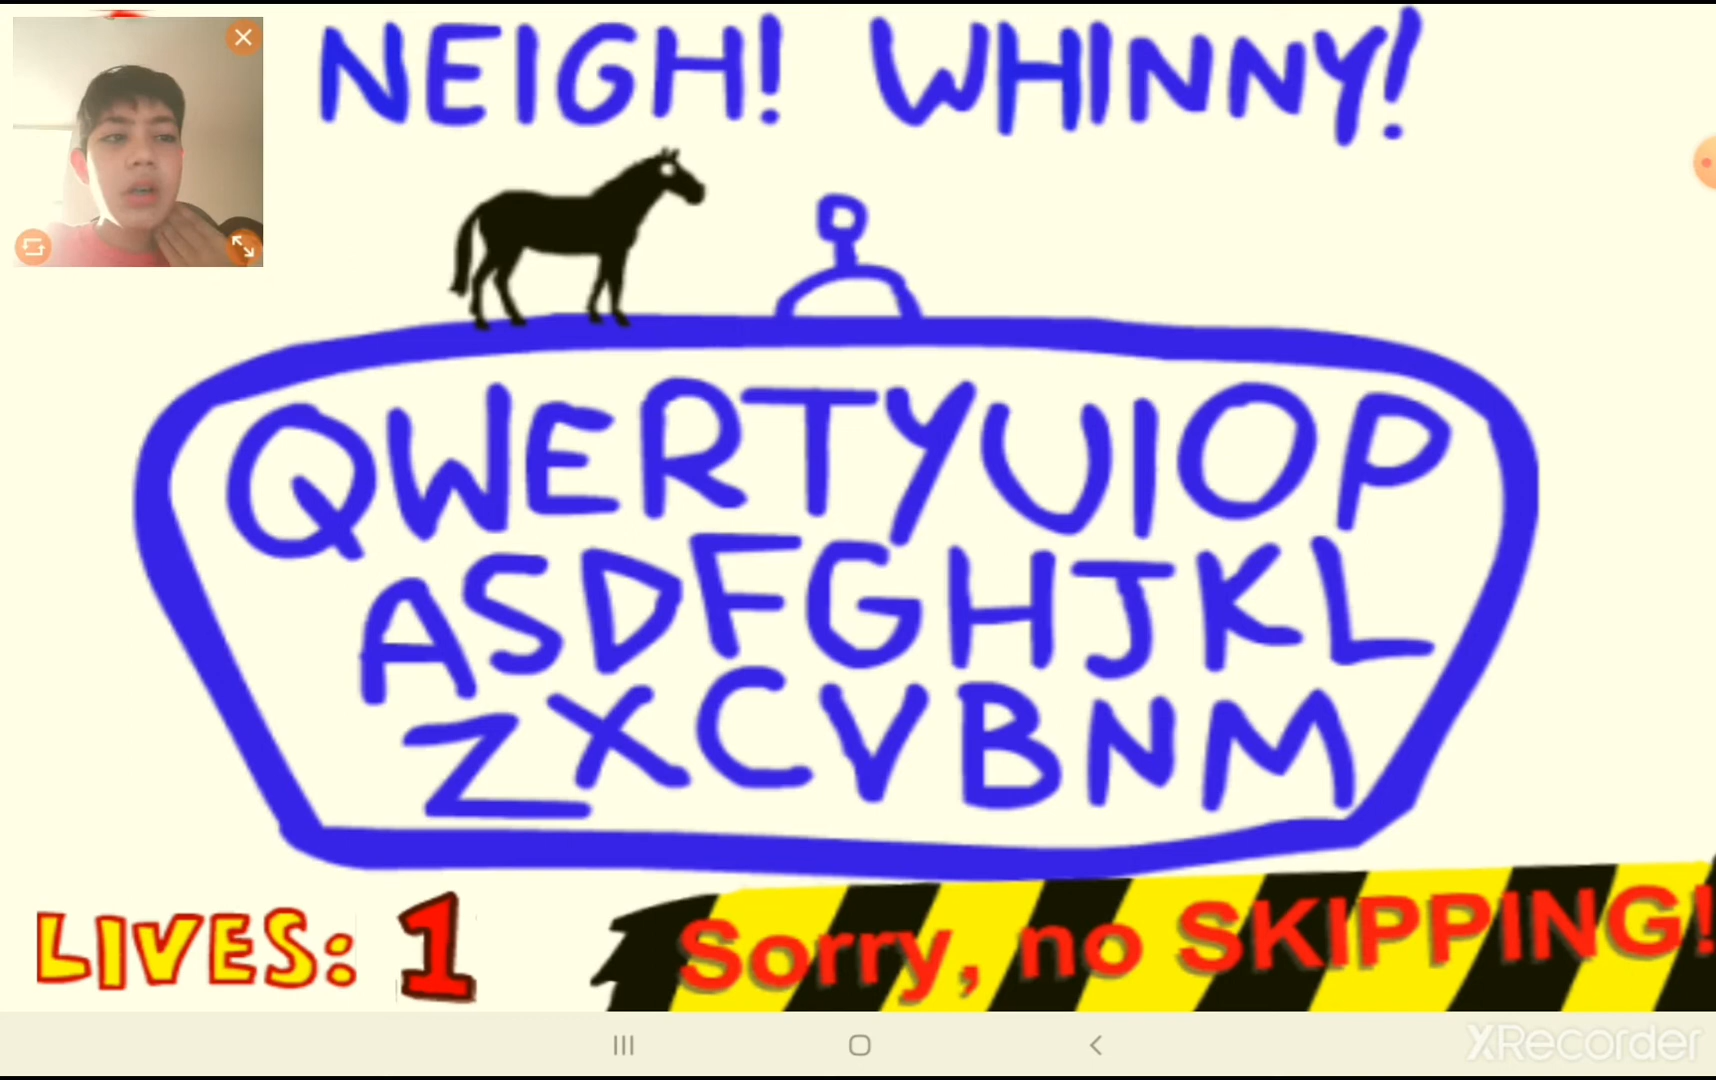 NEIGH! WHINNY!
QWERTYUIOP
ASDFGHJKL
ZXCVBNM
LIVES: 1
Sorry, no SKIPPING!
XRecorder